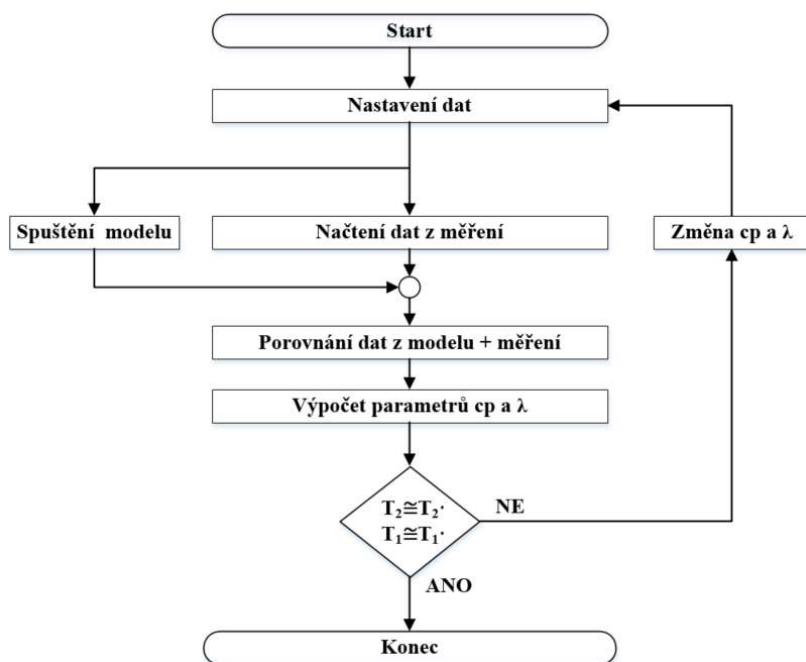 Start
Nastavení dat
Spuštění modelu
Načtení dat z měření
Změna cp a λ
Porovnání dat z modelu + měření
Výpočet parametrů cp a λ
T₂≅T₂·
T₁≅T₁·
NE
ANO
Konec